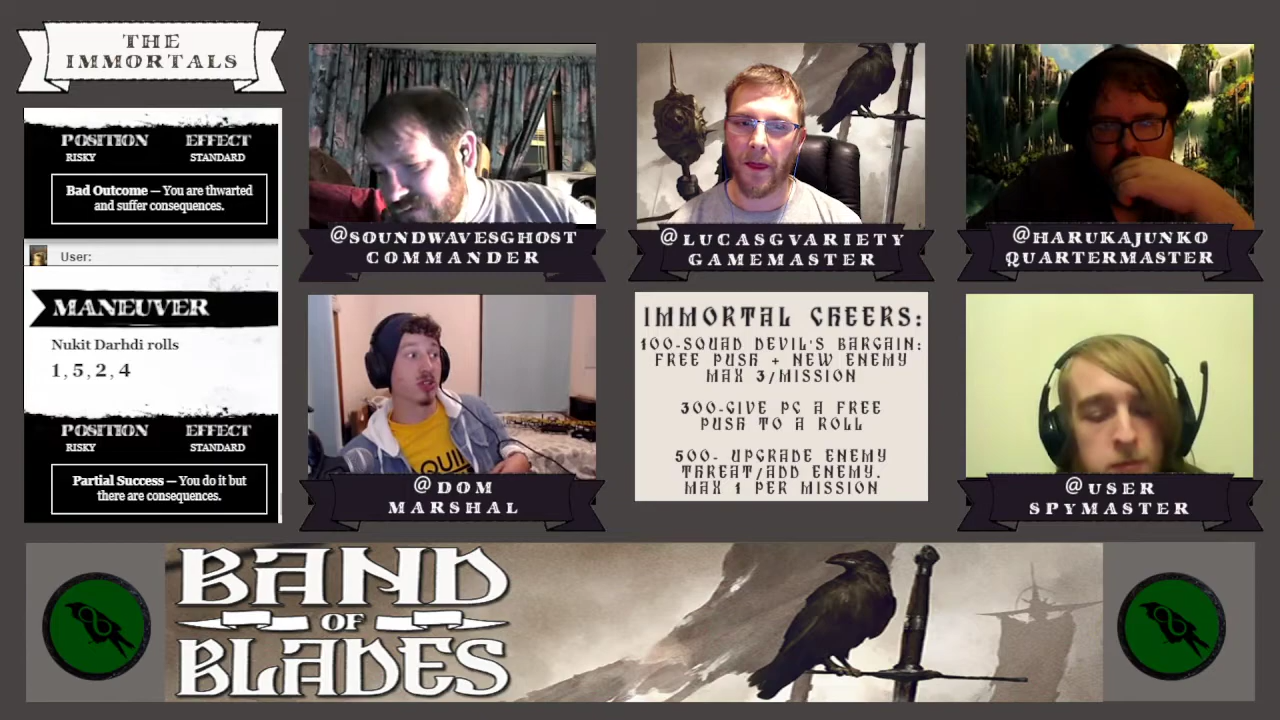 THE
IMMORTALS
POSITION EFFECT
RISKY STANDARD
Bad Outcome — You are thwarted
and suffer consequences.
User:
MANEUVER
Nukit Darhdi rolls
1, 5, 2, 4
POSITION EFFECT
RISKY STANDARD
Partial Success — You do it but
there are consequences.
@SOUNDWAVESGHOST
COMMANDER
@LUCASGVARIETY
GAMEMASTER
@HARUKAJUNKO
QUARTERMASTER
@DOM
MARSHAL
IMMORTAL CHEERS:
100-SQUAD DEVIL'S BARGAIN:
FREE PUSH + NEW ENEMY
MAX 3/MISSION
300-GIVE PC A FREE
PUSH TO A ROLL
500- UPGRADE ENEMY
THREAT/ADD ENEMY.
MAX 1 PER MISSION
@USER
SPYMASTER
BAND
OF
BLADES